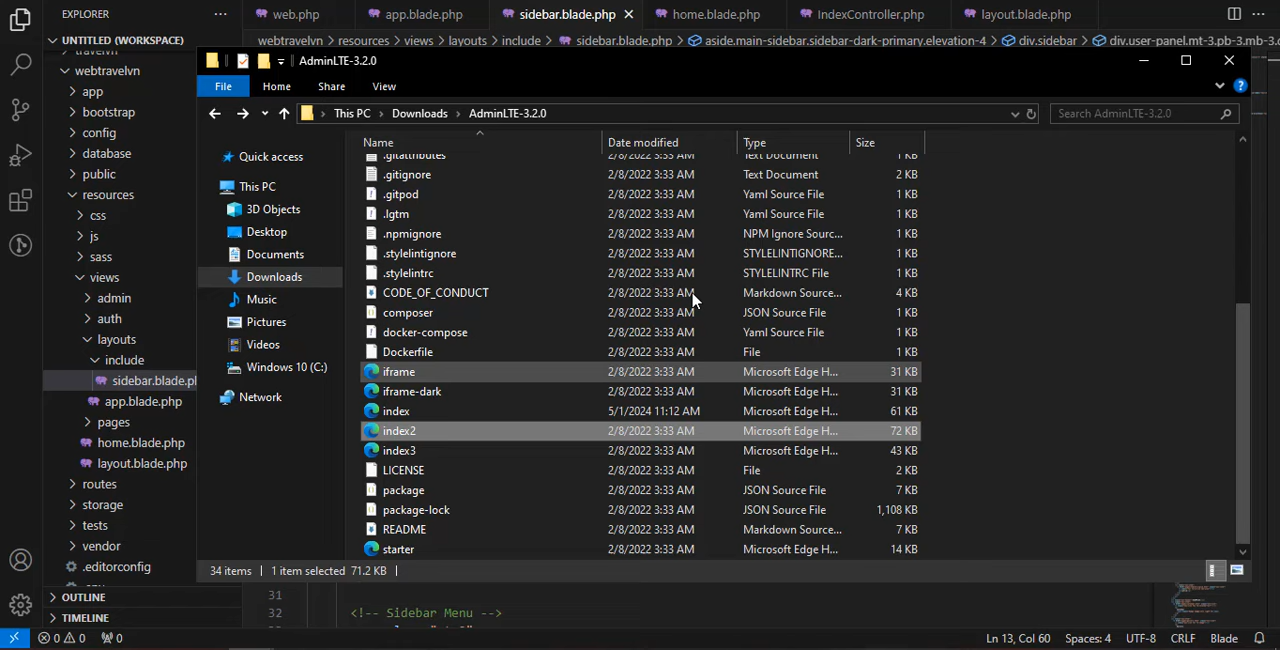 EXPLORER
web.php
app.blade.php
sidebar.blade.php
home.blade.php
IndexController.php
layout.blade.php
UNTITLED (WORKSPACE)
webtravelvn > resources > views > layouts > include > sidebar.blade.php > aside.main-sidebar.sidebar-dark-primary.elevation-4 > div.sidebar > div.user-panel.mt-3.pb-3.mb-3
webtravelvn
app
bootstrap
config
database
public
resources
css
js
sass
views
admin
auth
layouts
include
sidebar.blade.pl
app.blade.php
pages
home.blade.php
layout.blade.php
routes
storage
tests
vendor
.editorconfig
OUTLINE
TIMELINE
AdminLTE-3.2.0
File
Home
Share
View
This PC > Downloads > AdminLTE-3.2.0
Search AdminLTE-3.2.0
Quick access
This PC
3D Objects
Desktop
Documents
Downloads
Music
Pictures
Videos
Windows 10 (C:)
Network
Name Date modified Type Size
.gitattributes 2/8/2022 3:33 AM Text Document 1 KB
.gitignore 2/8/2022 3:33 AM Text Document 2 KB
.gitpod 2/8/2022 3:33 AM Yaml Source File 1 KB
.lgtm 2/8/2022 3:33 AM Yaml Source File 1 KB
.npmignore 2/8/2022 3:33 AM NPM Ignore Sourc... 1 KB
.stylelintignore 2/8/2022 3:33 AM STYLELINTIGNORE... 1 KB
.stylelintrc 2/8/2022 3:33 AM STYLELINTRC File 1 KB
CODE_OF_CONDUCT 2/8/2022 3:33 AM Markdown Source... 4 KB
composer 2/8/2022 3:33 AM JSON Source File 1 KB
docker-compose 2/8/2022 3:33 AM Yaml Source File 1 KB
Dockerfile 2/8/2022 3:33 AM File 1 KB
iframe 2/8/2022 3:33 AM Microsoft Edge H... 31 KB
iframe-dark 2/8/2022 3:33 AM Microsoft Edge H... 31 KB
index 5/1/2024 11:12 AM Microsoft Edge H... 61 KB
index2 2/8/2022 3:33 AM Microsoft Edge H... 72 KB
index3 2/8/2022 3:33 AM Microsoft Edge H... 43 KB
LICENSE 2/8/2022 3:33 AM File 2 KB
package 2/8/2022 3:33 AM JSON Source File 7 KB
package-lock 2/8/2022 3:33 AM JSON Source File 1,108 KB
README 2/8/2022 3:33 AM Markdown Source... 7 KB
starter 2/8/2022 3:33 AM Microsoft Edge H... 14 KB
34 items 1 item selected 71.2 KB
31
32 <!-- Sidebar Menu -->
0 0 0
Ln 13, Col 60 Spaces: 4 UTF-8 CRLF Blade